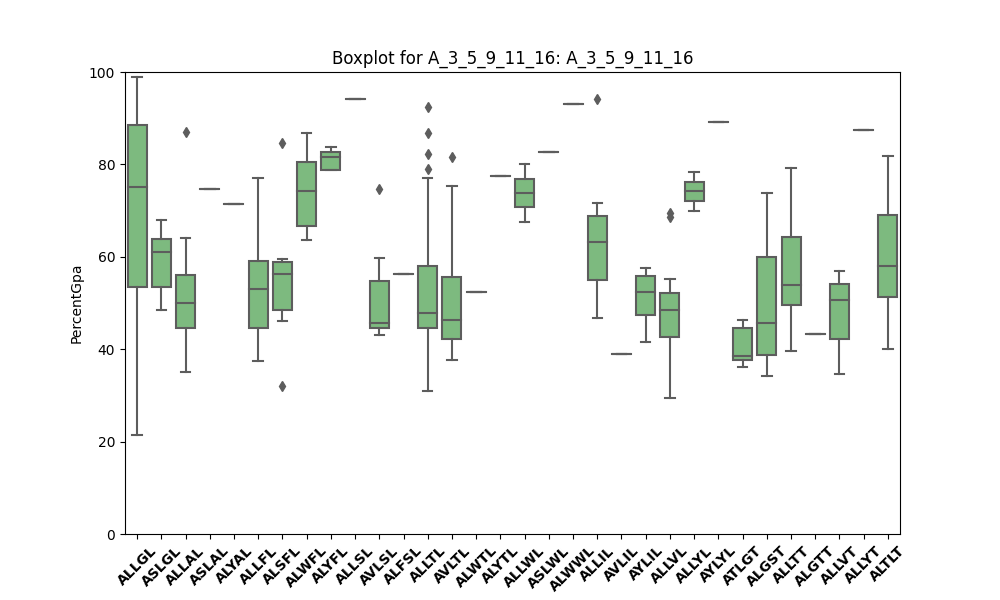 Boxplot for A_3_5_9_11_16: A_3_5_9_11_16
PercentGpa
100
80
60
40
20
0
ALLGL
ASLGL
ALLAL
ASLAL
ALYAL
ALLFL
ALSFL
ALWFL
ALYFL
ALLSL
AVLSL
ALFSL
ALLTL
AVLTL
ALWTL
ALYTL
ALLWL
ASLWL
ALWWL
ALLIL
AVLIL
AYLIL
ALLVL
ALLYL
AYLYL
ATLGT
ALGST
ALLTT
ALGTT
ALLVT
ALLYT
ALTLT